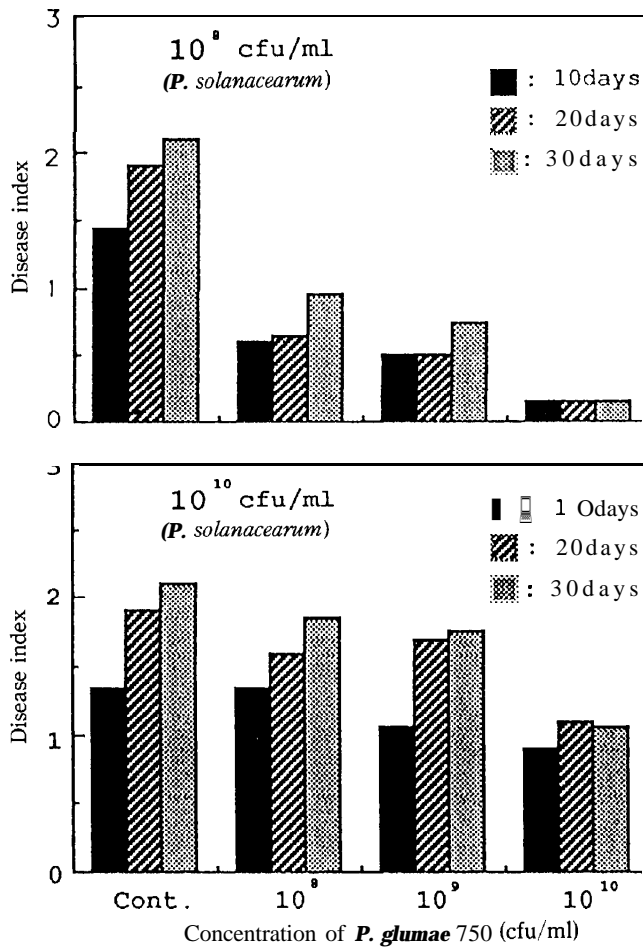 3
10⁸ cfu/ml
(P. solanacearum)
: 10days
: 20days
: 30days
2
Disease index
1
0
3
10¹⁰ cfu/ml
(P. solanacearum)
1 Odays
: 20days
: 30days
2
Disease index
1
0
Cont. 10⁸ 10⁹ 10¹⁰
Concentration of P. glumae 750 (cfu/ml)